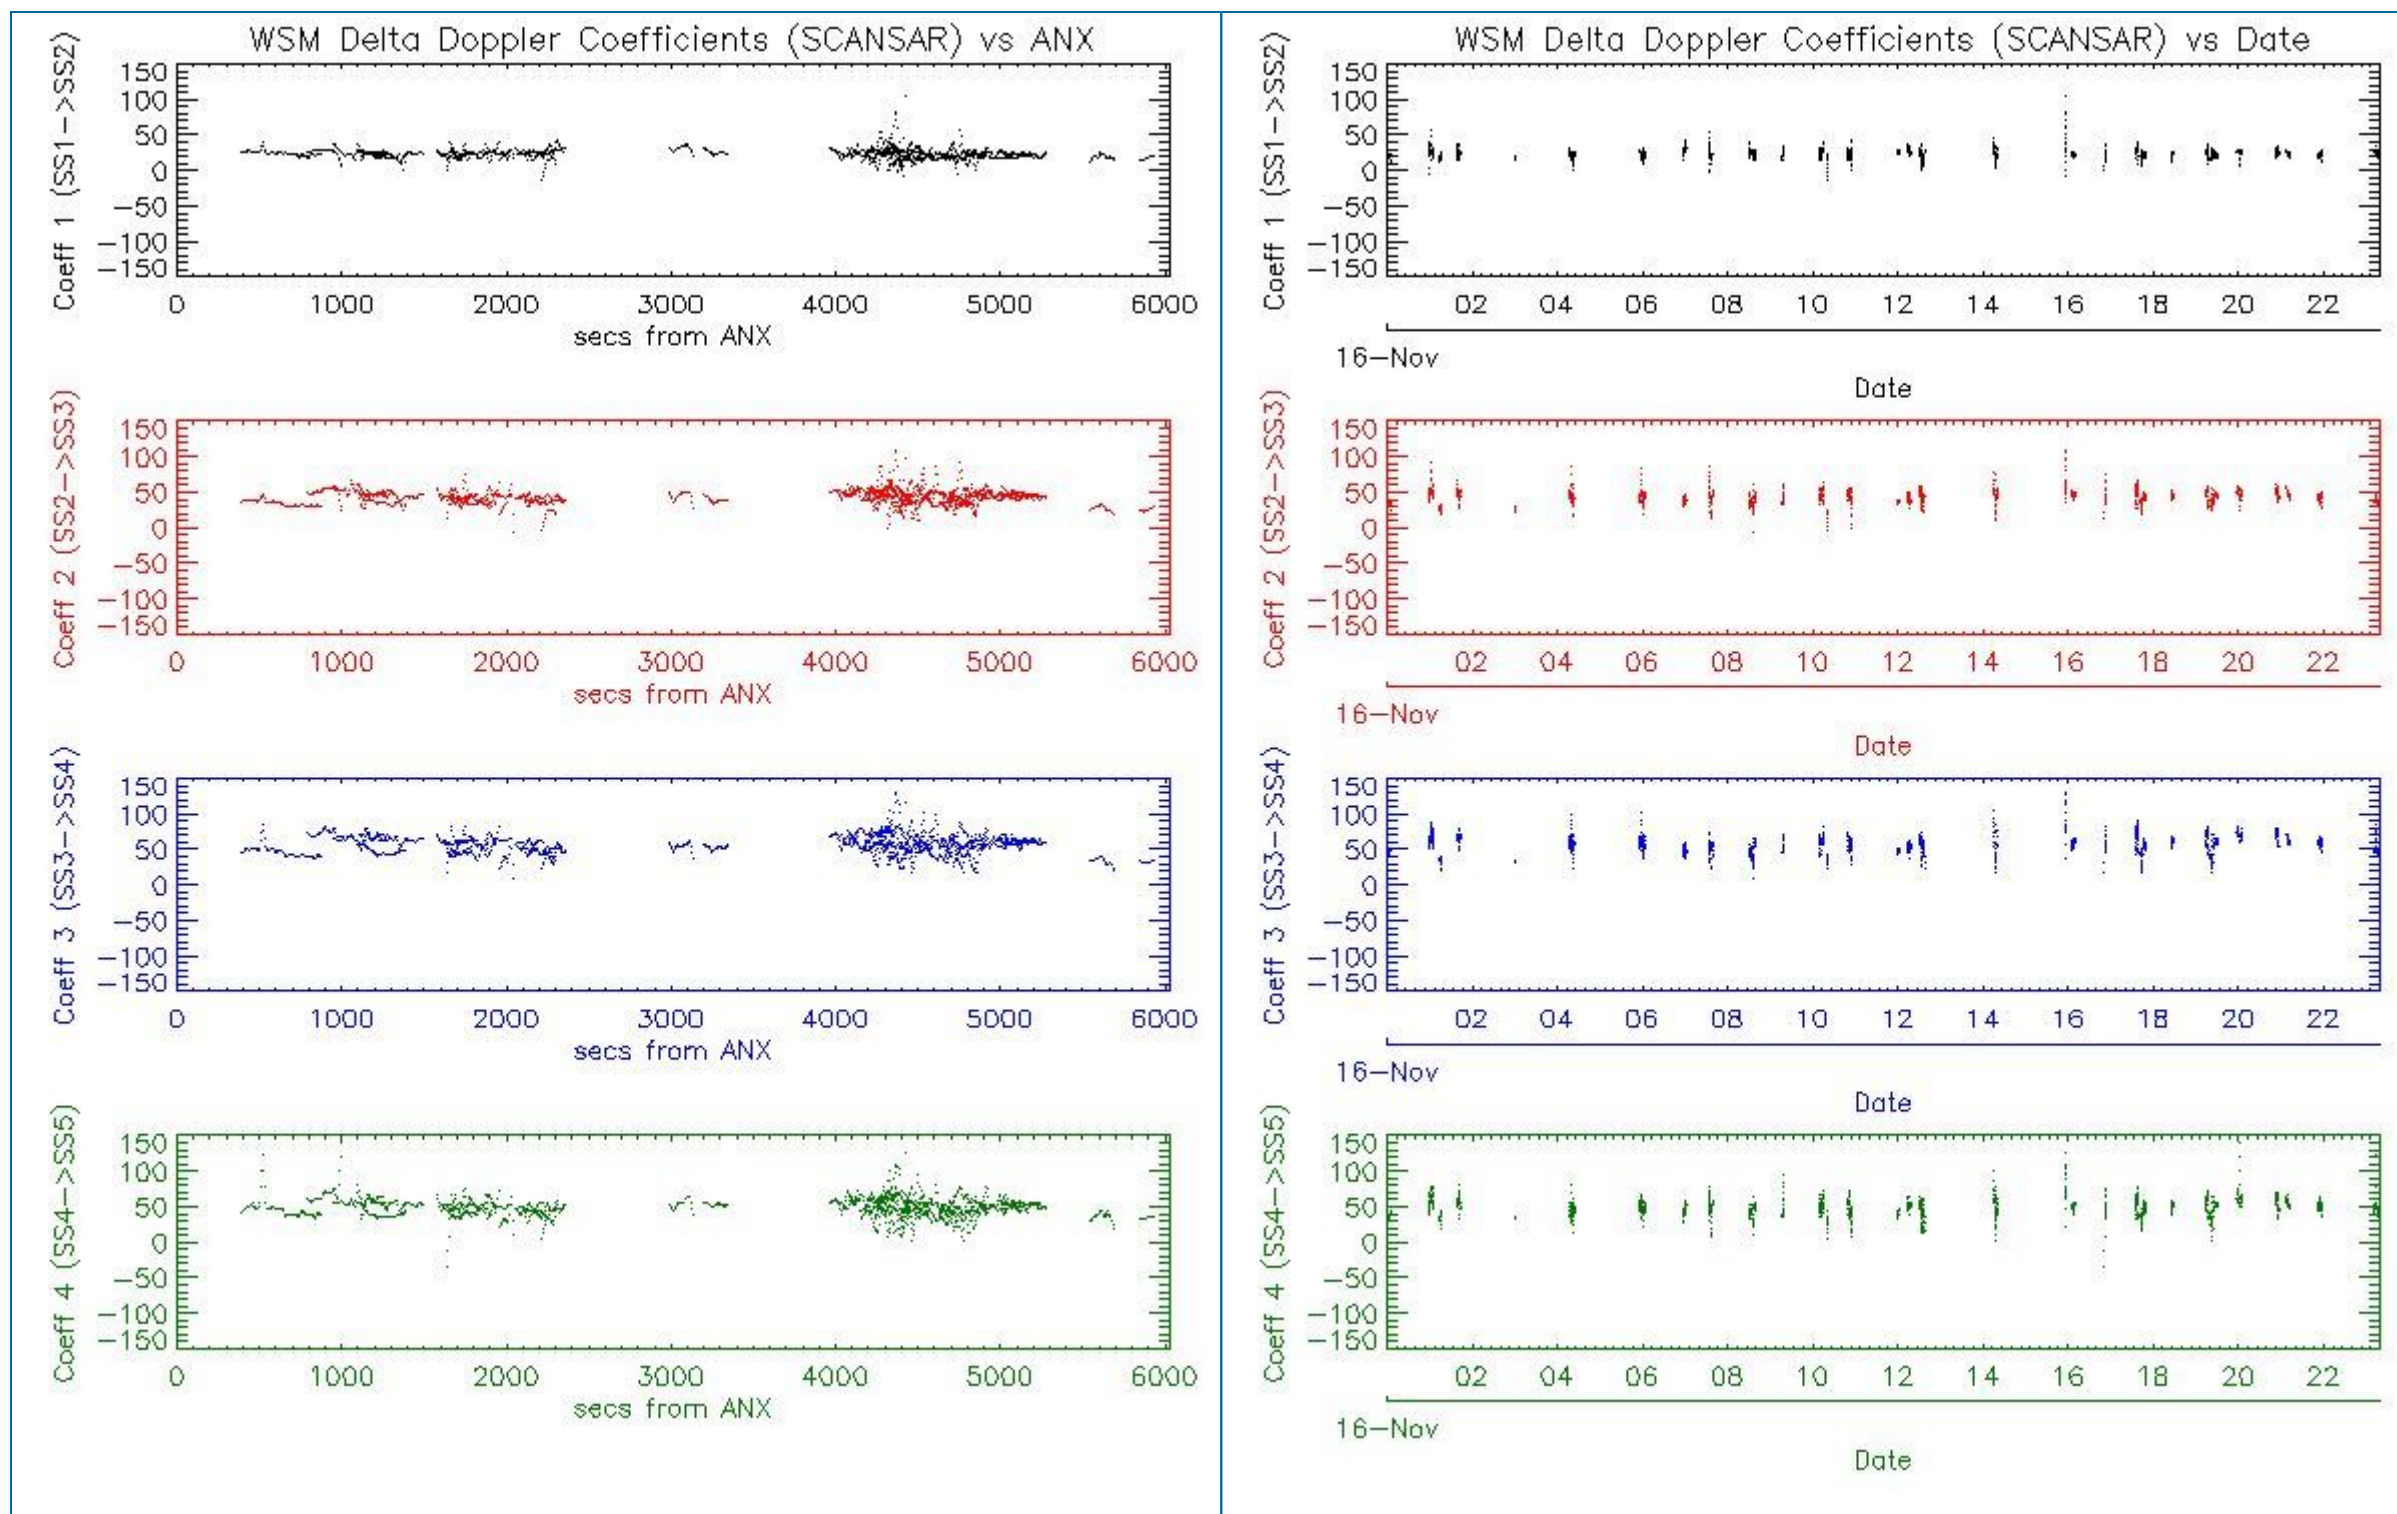 WSM Delta Doppler Coefficients (SCANSAR) vs ANX
Coeff 1 (SS1->SS2)
150
100
50
0
-50
-100
-150
0 1000 2000 3000 4000 5000 6000
secs from ANX
Coeff 2 (SS2->SS3)
150
100
50
0
-50
-100
-150
0 1000 2000 3000 4000 5000 6000
secs from ANX
Coeff 3 (SS3->SS4)
150
100
50
0
-50
-100
-150
0 1000 2000 3000 4000 5000 6000
secs from ANX
Coeff 4 (SS4->SS5)
150
100
50
0
-50
-100
-150
0 1000 2000 3000 4000 5000 6000
secs from ANX
WSM Delta Doppler Coefficients (SCANSAR) vs Date
Coeff 1 (SS1->SS2)
150
100
50
0
-50
-100
-150
02 04 06 08 10 12 14 16 18 20 22
16-Nov
Date
Coeff 2 (SS2->SS3)
150
100
50
0
-50
-100
-150
02 04 06 08 10 12 14 16 18 20 22
16-Nov
Date
Coeff 3 (SS3->SS4)
150
100
50
0
-50
-100
-150
02 04 06 08 10 12 14 16 18 20 22
16-Nov
Date
Coeff 4 (SS4->SS5)
150
100
50
0
-50
-100
-150
02 04 06 08 10 12 14 16 18 20 22
16-Nov
Date